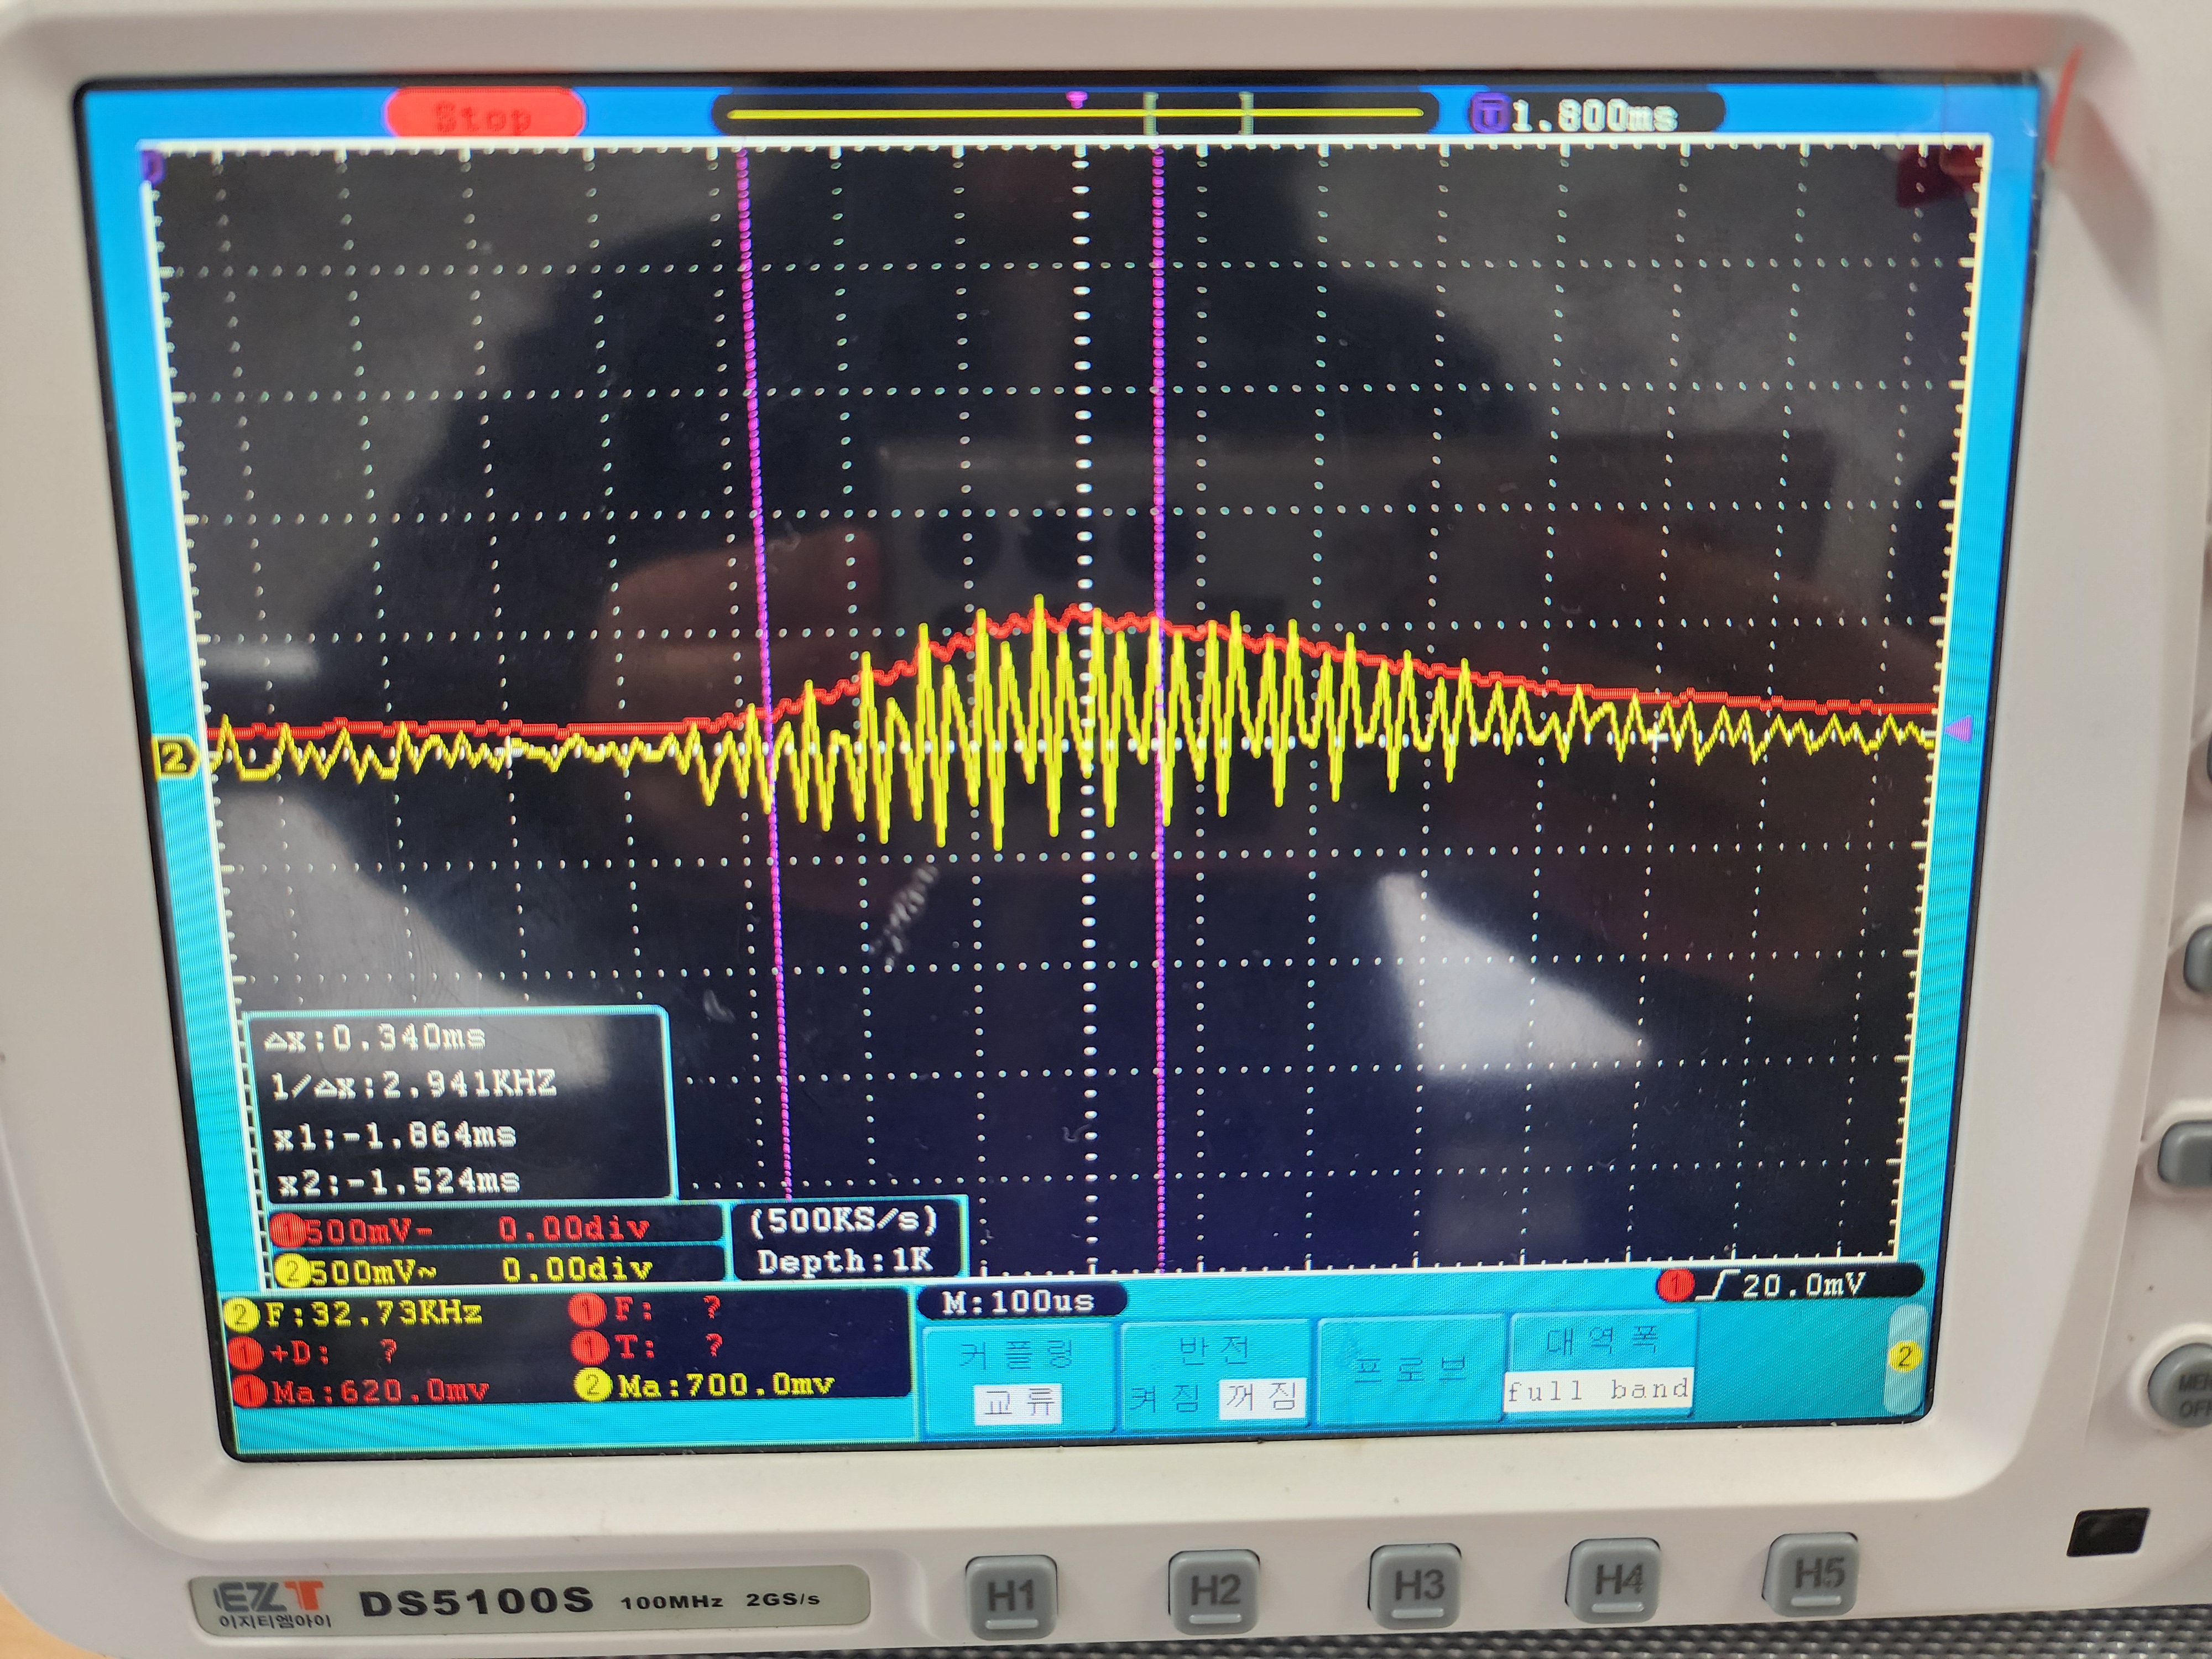 Stop
T 1.800ms
2
△x:0.340ms
1/△x:2.941KHZ
x1:-1.864ms
x2:-1.524ms
1 500mV- 0.00div
2 500mV~ 0.00div
(500KS/s)
Depth:1K
M:100us
1 20.0mV
2 F:32.73KHz 1 F: ?
1 +D: ? 1 T: ?
1 Ma:620.0mv 2 Ma:700.0mv
커플링 반전 프로브 대역폭
교류 켜짐 꺼짐 full band
2
MEN
OFF
H1 H2 H3 H4 H5
EZT
이지티엠아이
DS5100S 100MHz 2GS/s